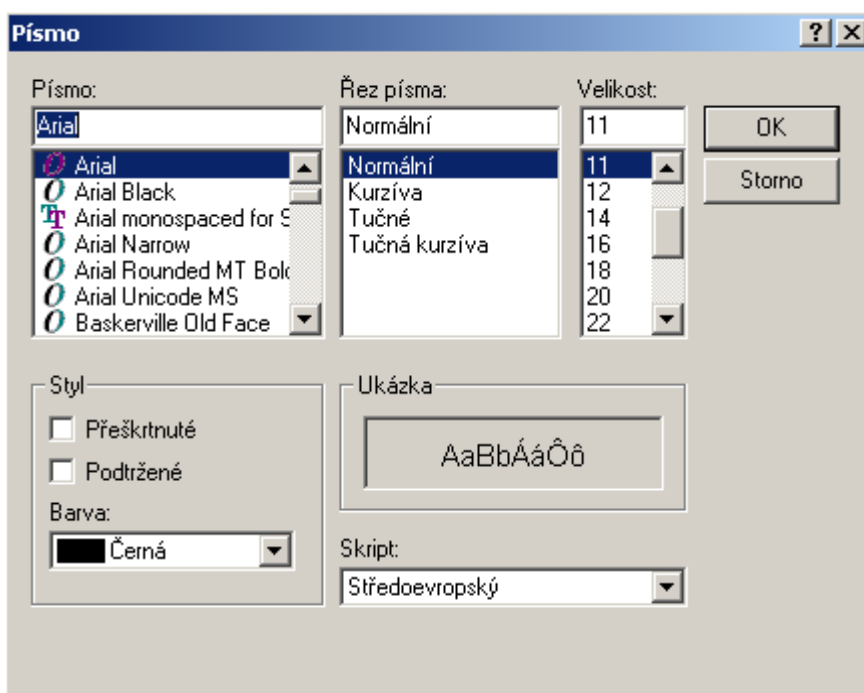 Písmo
Písmo:
Arial
Arial
Arial Black
Arial monospaced for S
Arial Narrow
Arial Rounded MT Bold
Arial Unicode MS
Baskerville Old Face
Řez písma:
Normální
Normální
Kurzíva
Tučné
Tučná kurzíva
Velikost:
11
11
12
14
16
18
20
22
OK
Storno
Styl
Přeškrtnuté
Podtržené
Barva:
Černá
Ukázka
AaBbÁáÔô
Skript:
Středoevropský